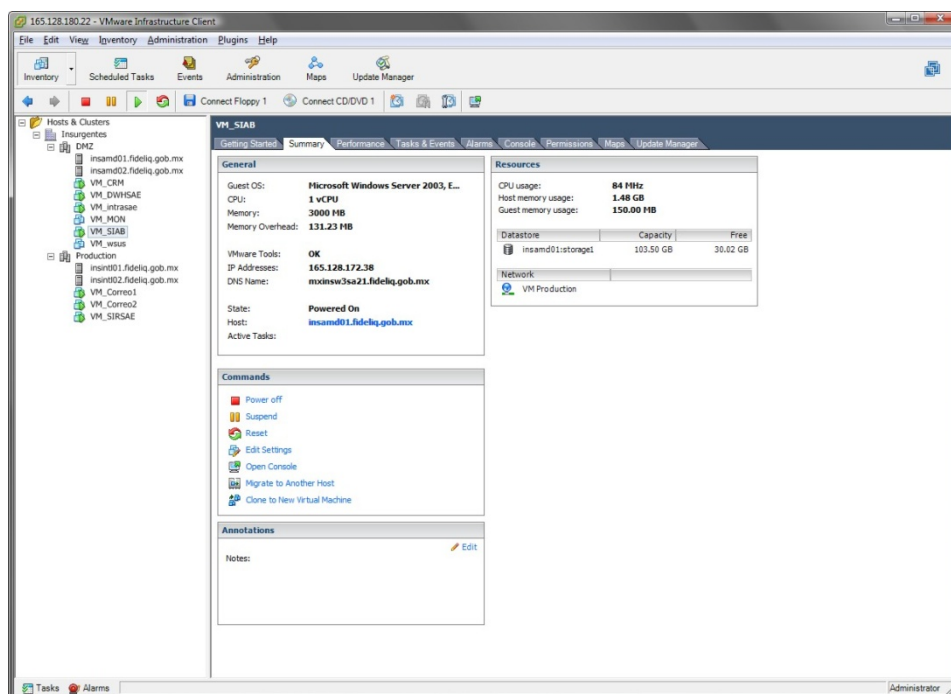 165.128.180.22 - VMware Infrastructure Client
File Edit View Inventory Administration Plugins Help
Inventory Scheduled Tasks Events Administration Maps Update Manager
Connect Floppy 1 Connect CD/DVD 1
Hosts & Clusters
Insurgentes
DMZ
insamd01.fideliq.gob.mx
insamd02.fideliq.gob.mx
VM_CRM
VM_DWHSAE
VM_intrasae
VM_MON
VM_SIAB
VM_wsus
Production
insintl01.fideliq.gob.mx
insintl02.fideliq.gob.mx
VM_Correo1
VM_Correo2
VM_SIRSAE
VM_SIAB
Getting Started Summary Performance Tasks & Events Alarms Console Permissions Maps Update Manager
General
Guest OS: Microsoft Windows Server 2003, E...
CPU: 1 vCPU
Memory: 3000 MB
Memory Overhead: 131.23 MB
VMware Tools: OK
IP Addresses: 165.128.172.38
DNS Name: mxinsw3sa21.fideliq.gob.mx
State: Powered On
Host: insamd01.fideliq.gob.mx
Active Tasks:
Commands
Power off
Suspend
Reset
Edit Settings
Open Console
Migrate to Another Host
Clone to New Virtual Machine
Annotations
Edit
Notes:
Resources
CPU usage: 84 MHz
Host memory usage: 1.48 GB
Guest memory usage: 150.00 MB
Datastore Capacity Free
insamd01:storage1 103.50 GB 30.02 GB
Network
VM Production
Tasks Alarms Administrator